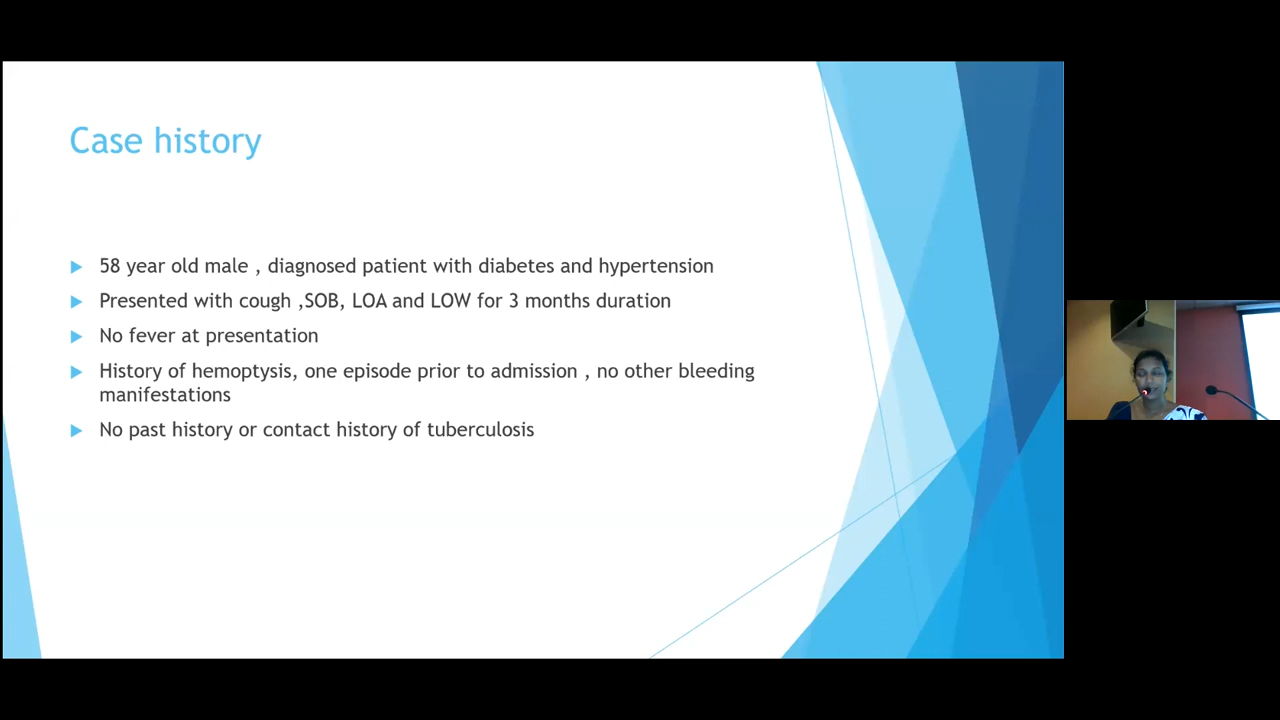 Case history
58 year old male , diagnosed patient with diabetes and hypertension
Presented with cough ,SOB, LOA and LOW for 3 months duration
No fever at presentation
History of hemoptysis, one episode prior to admission , no other bleeding
manifestations
No past history or contact history of tuberculosis